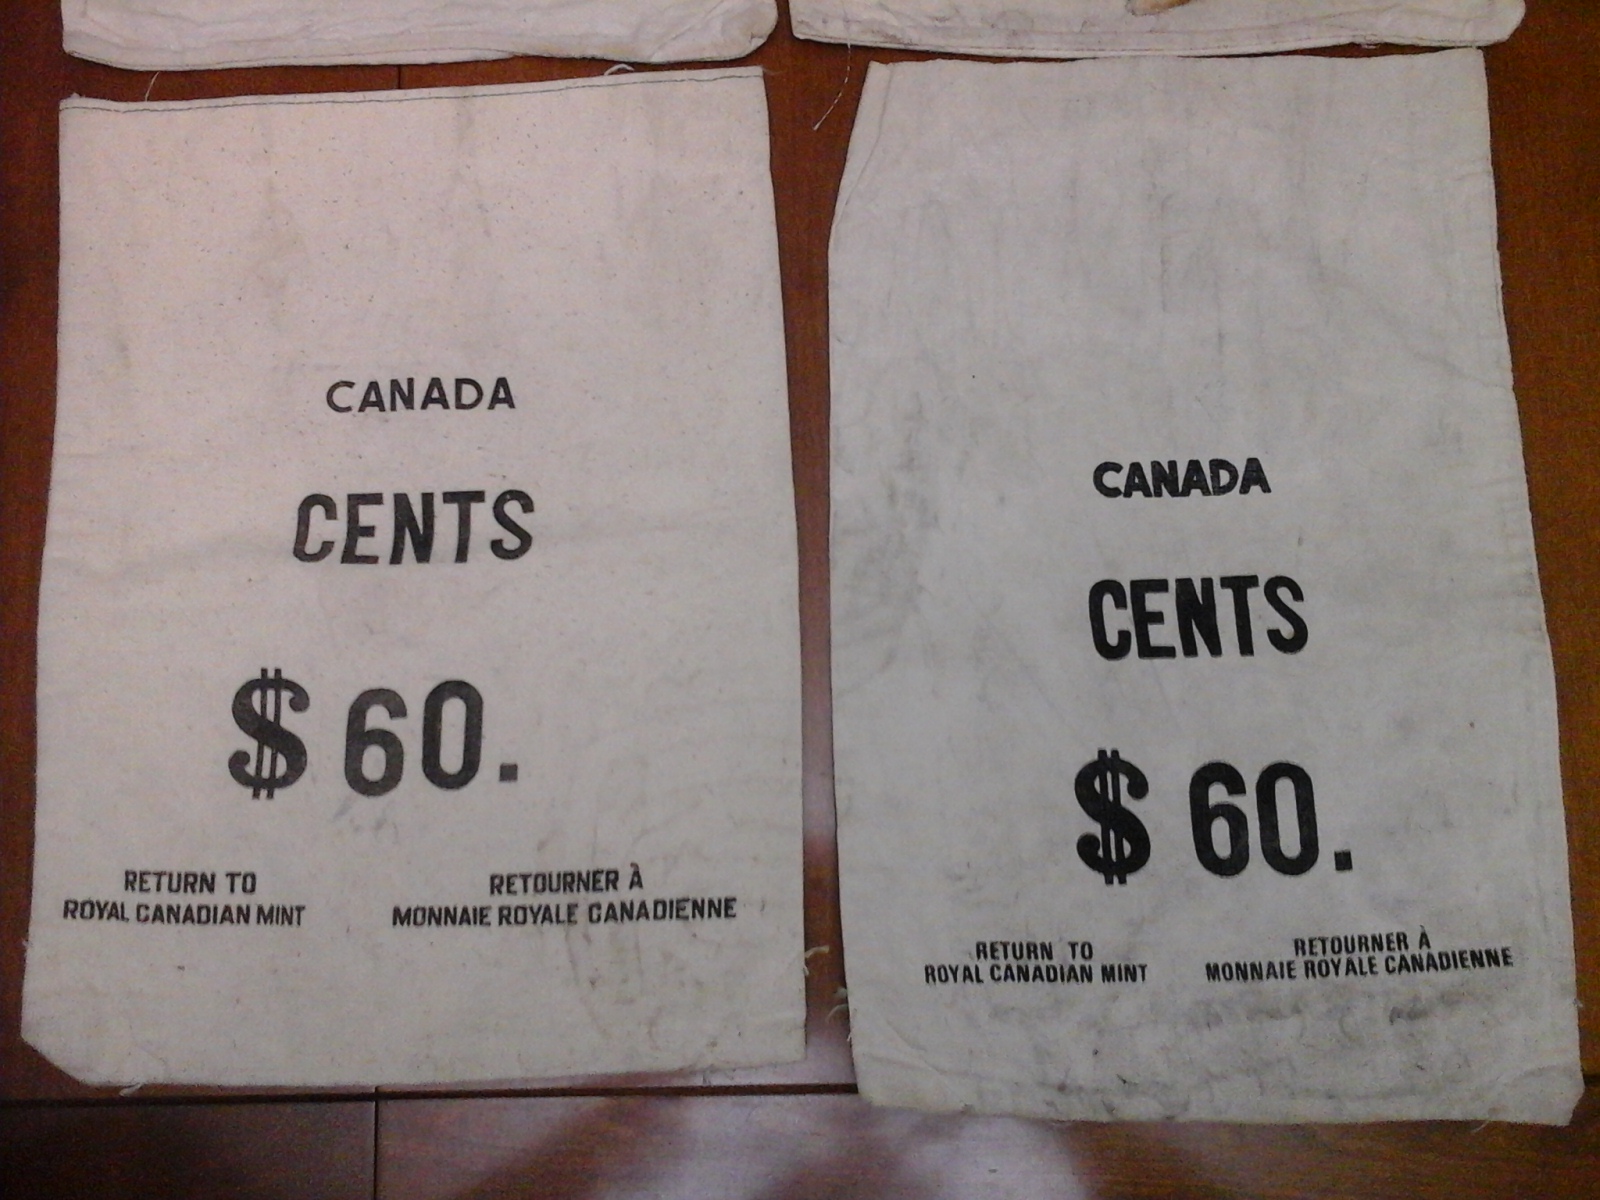 CANADA
CENTS
$ 60.
RETURN TO
ROYAL CANADIAN MINT
RETOURNER À
MONNAIE ROYALE CANADIENNE
CANADA
CENTS
$ 60.
RETURN TO
ROYAL CANADIAN MINT
RETOURNER À
MONNAIE ROYALE CANADIENNE